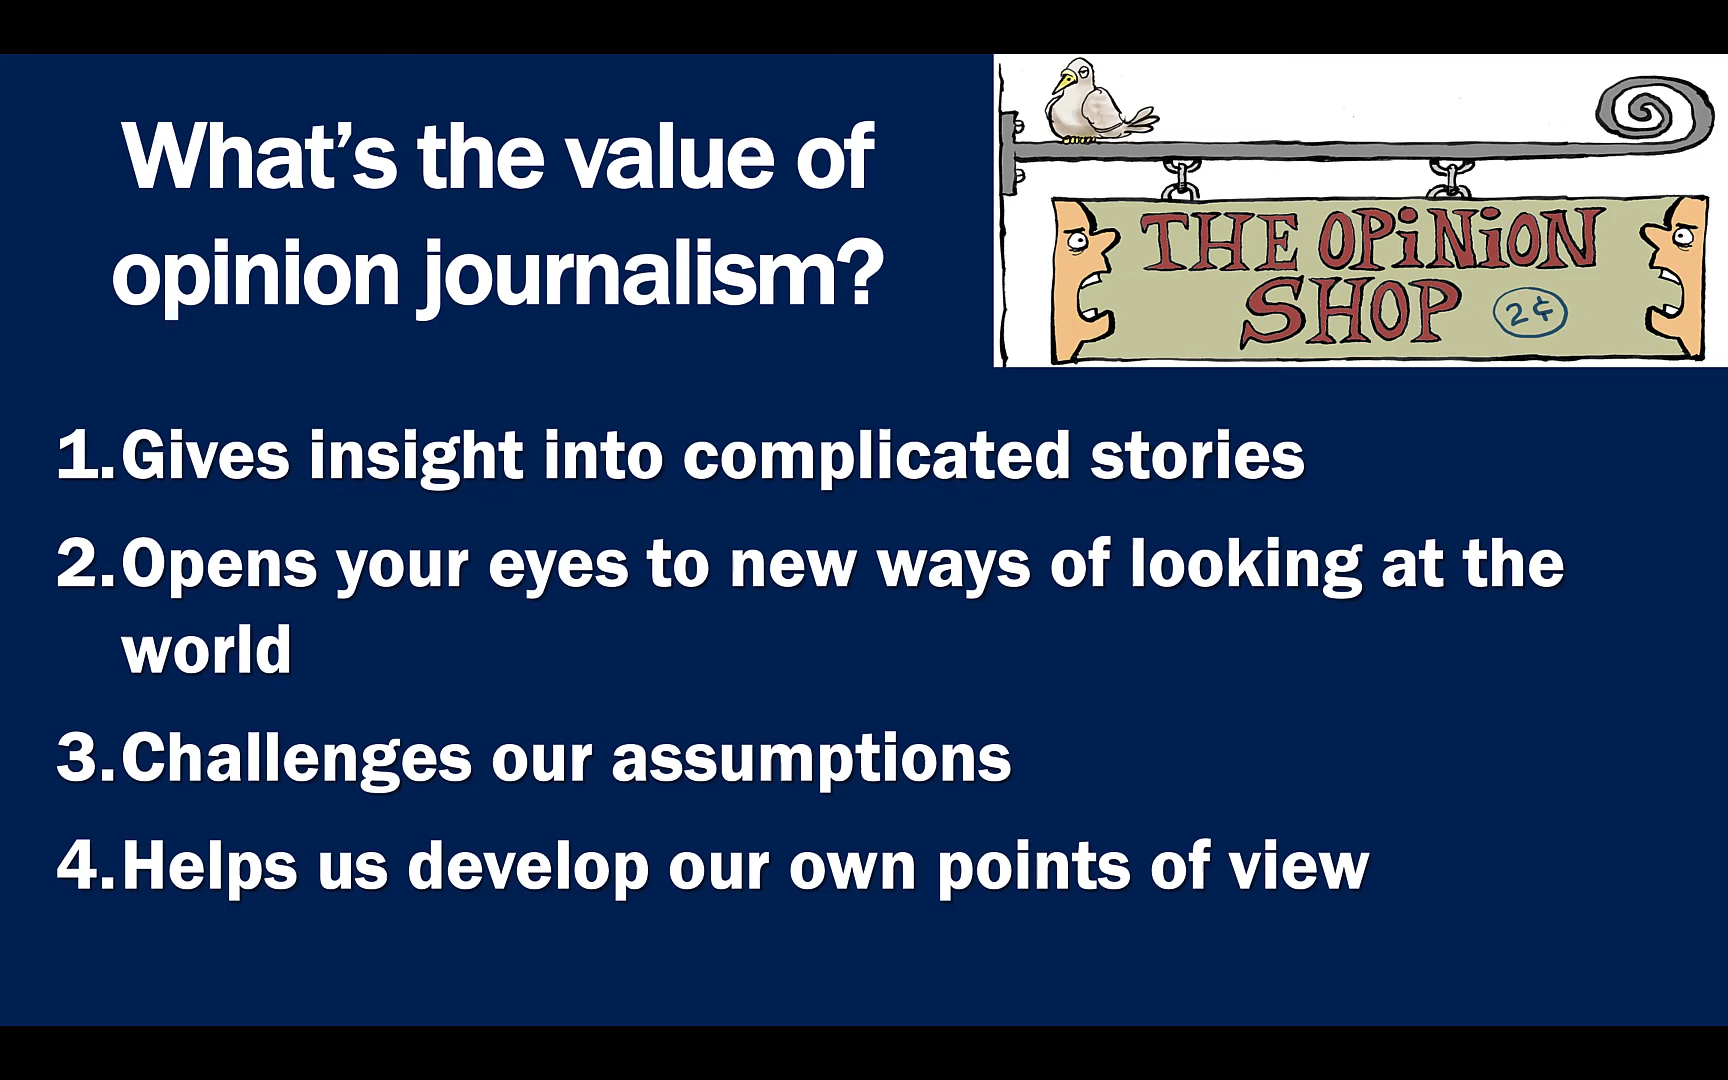 What’s the value of
opinion journalism?
THE OPiNiON
SHOP 2¢
1.Gives insight into complicated stories
2.Opens your eyes to new ways of looking at the
world
3.Challenges our assumptions
4.Helps us develop our own points of view